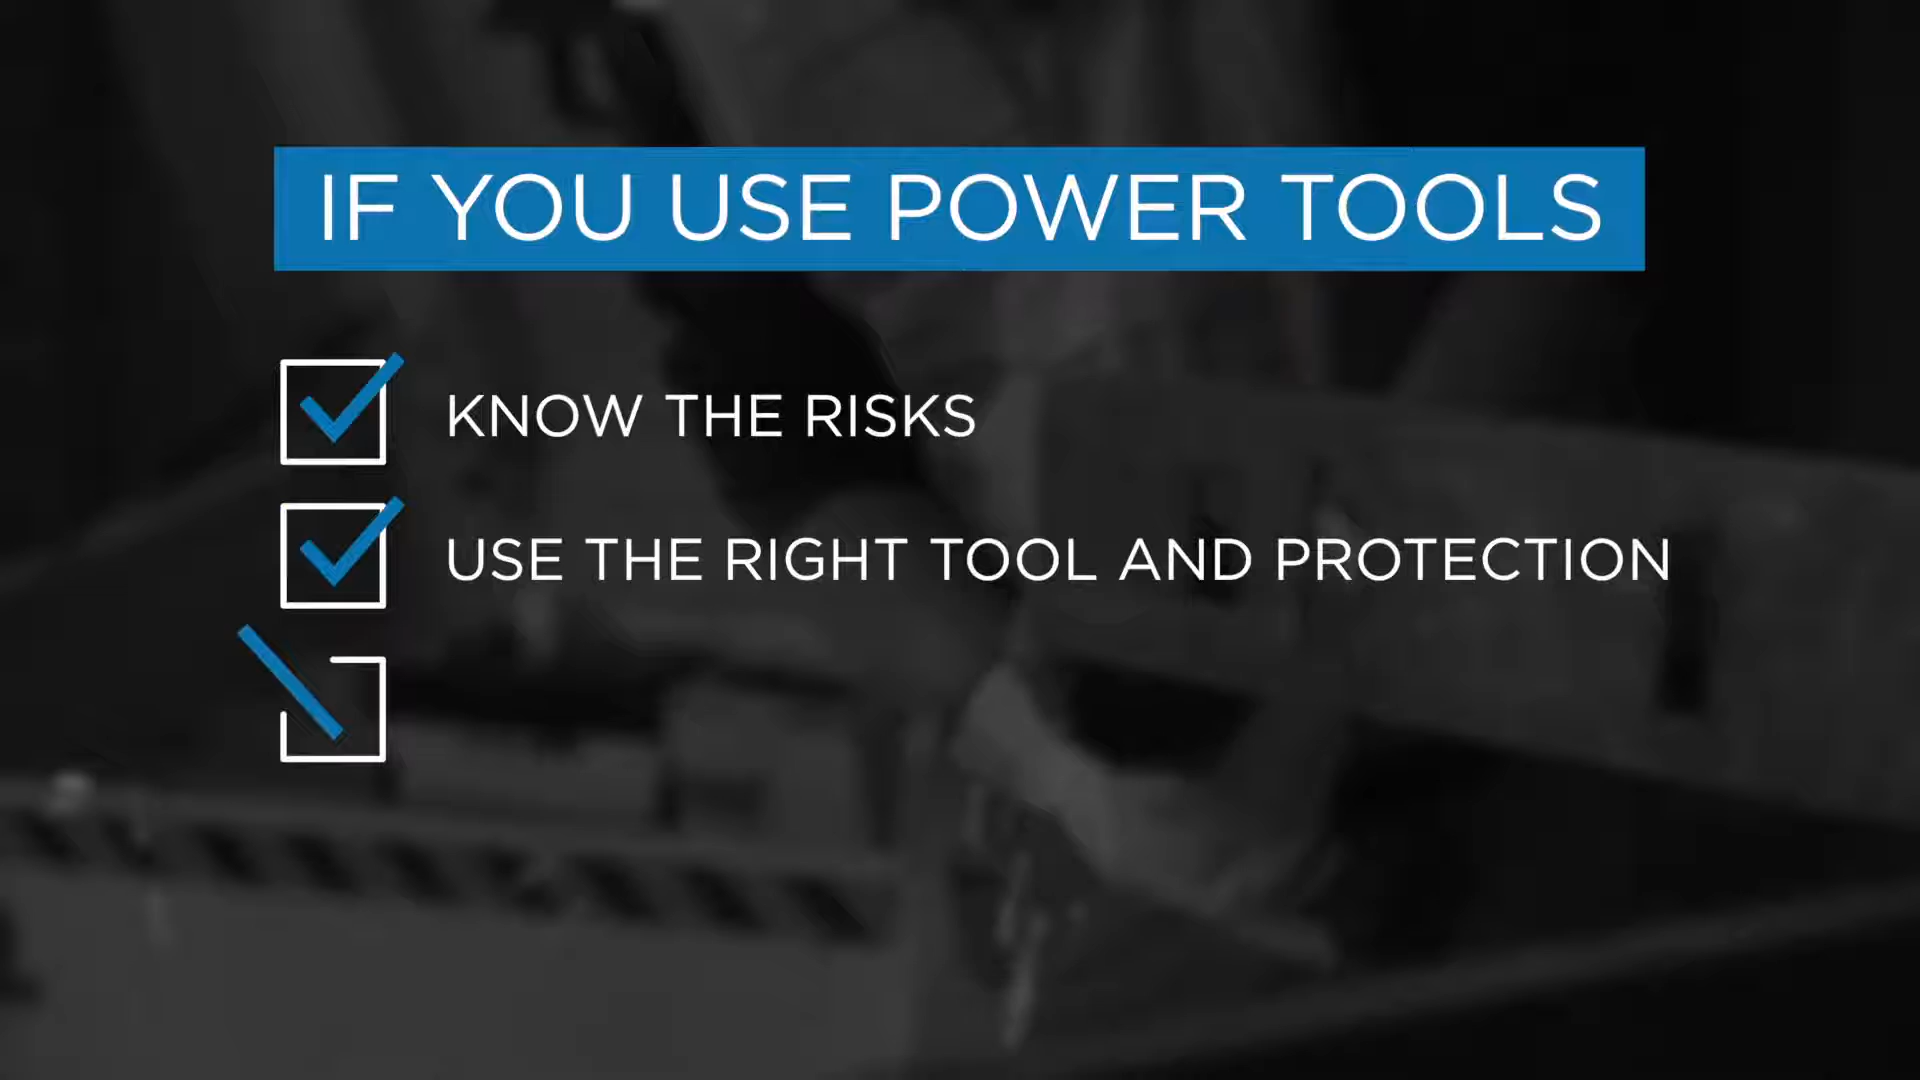 IF YOU USE POWER TOOLS
KNOW THE RISKS
USE THE RIGHT TOOL AND PROTECTION